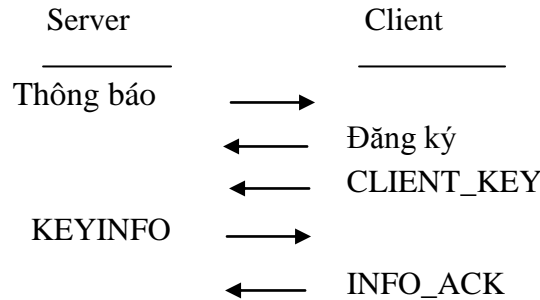 Server Client
Thông báo
Đăng ký
CLIENT_KEY
KEYINFO
INFO_ACK